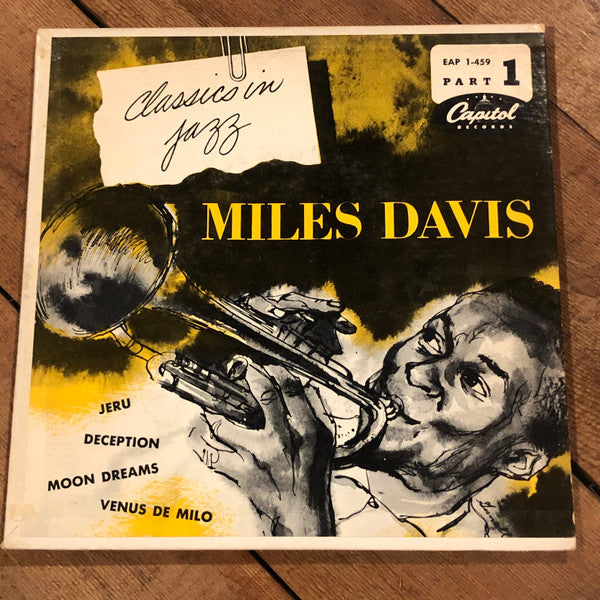 Classics in
jazz
EAP 1-459
PART 1
Capitol
RECORDS
MILES DAVIS
JERU
DECEPTION
MOON DREAMS
VENUS DE MILO